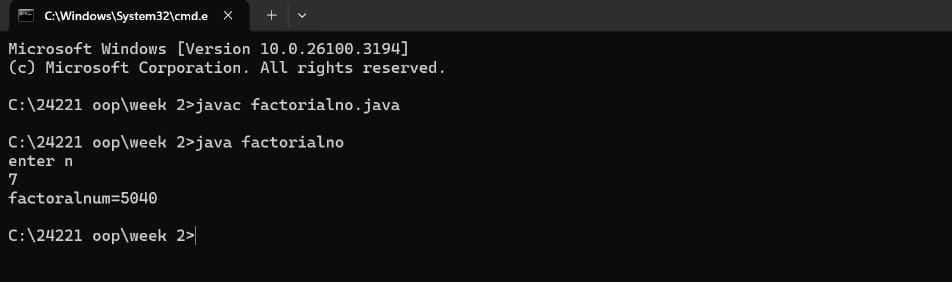 C:\Windows\System32\cmd.e
Microsoft Windows [Version 10.0.26100.3194]
(c) Microsoft Corporation. All rights reserved.
C:\24221 oop\week 2>javac factorialno.java
C:\24221 oop\week 2>java factorialno
enter n
7
factoralnum=5040
C:\24221 oop\week 2>